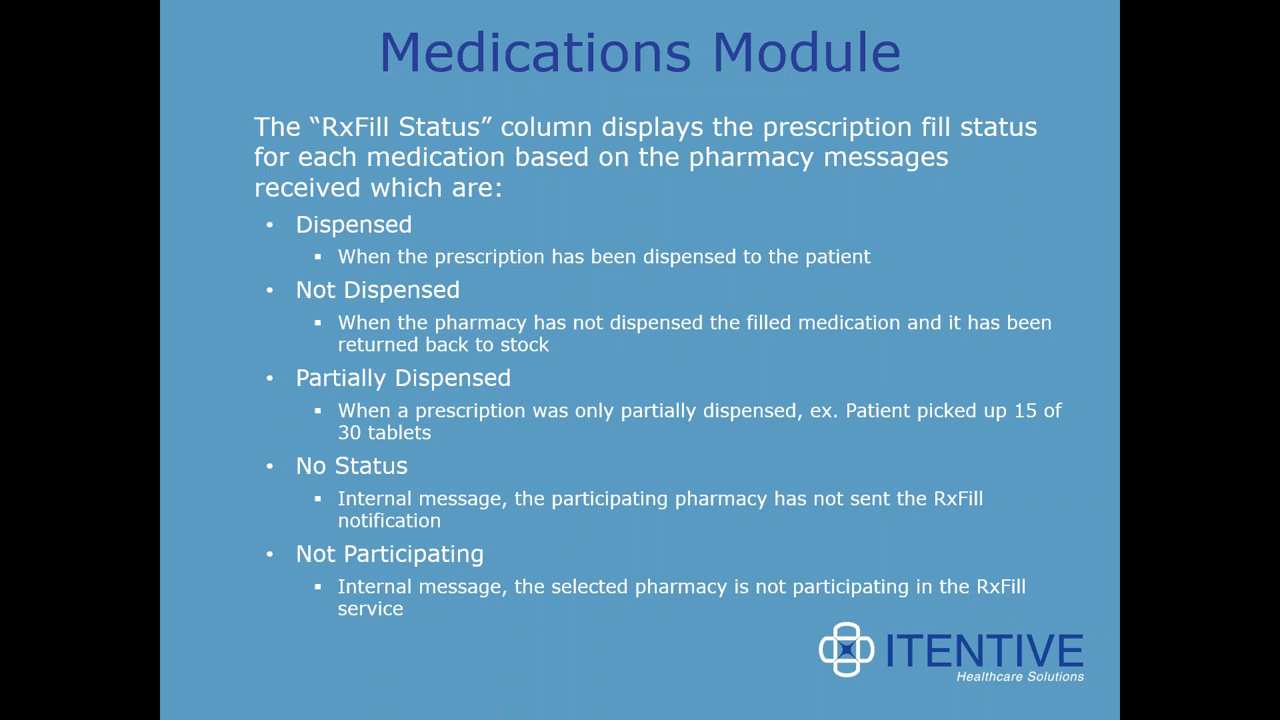 Medications Module
The “RxFill Status” column displays the prescription fill status
for each medication based on the pharmacy messages
received which are:
• Dispensed
▪ When the prescription has been dispensed to the patient
• Not Dispensed
▪ When the pharmacy has not dispensed the filled medication and it has been
returned back to stock
• Partially Dispensed
▪ When a prescription was only partially dispensed, ex. Patient picked up 15 of
30 tablets
• No Status
▪ Internal message, the participating pharmacy has not sent the RxFill
notification
• Not Participating
▪ Internal message, the selected pharmacy is not participating in the RxFill
service
ITENTIVE
Healthcare Solutions